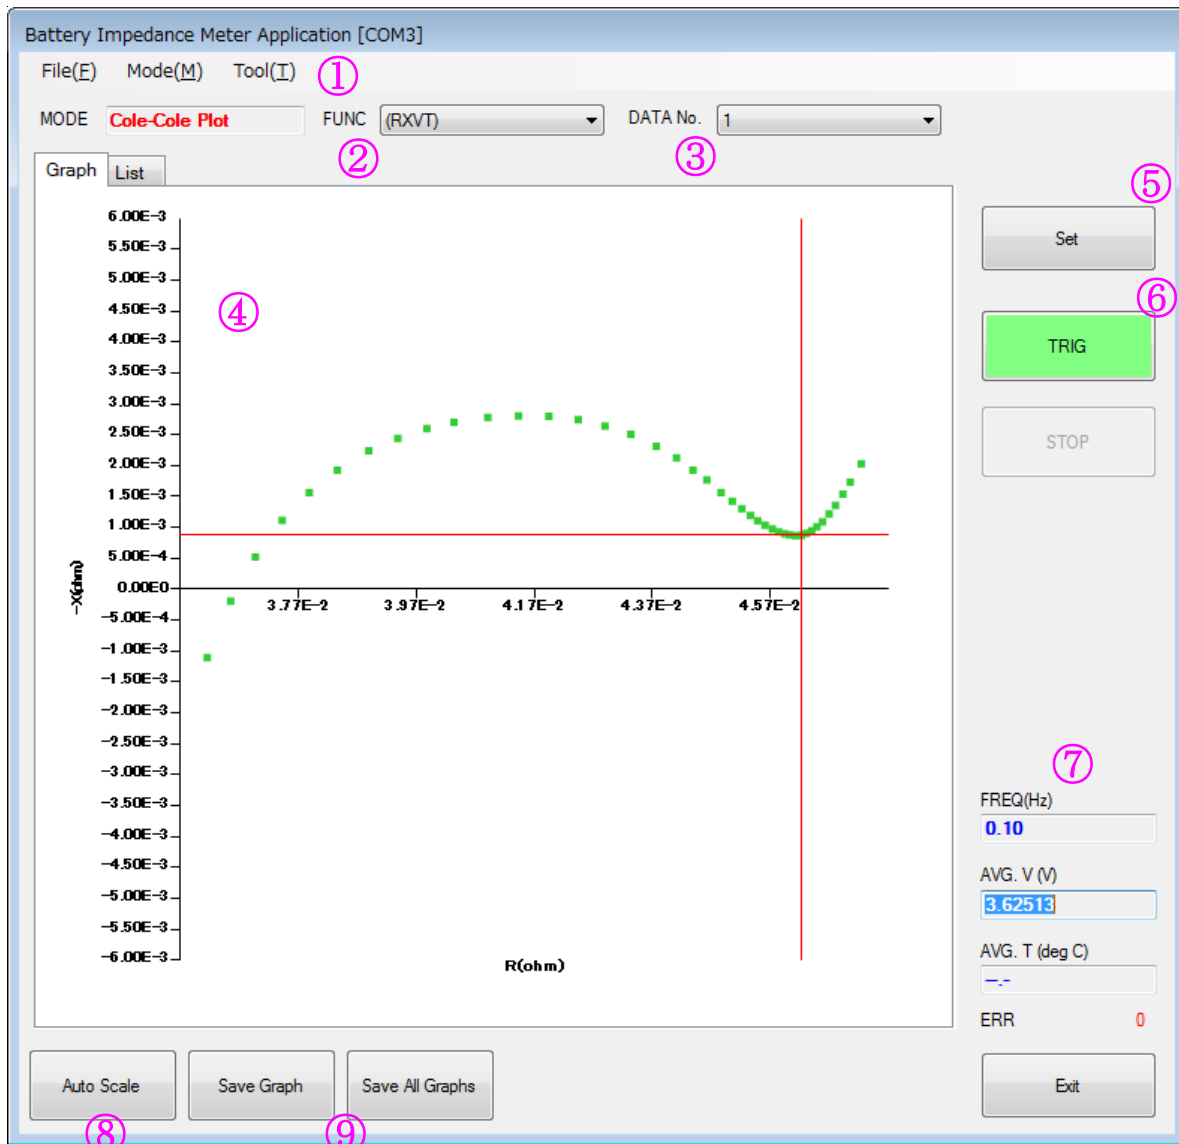 Battery Impedance Meter Application [COM3]
File(F) Mode(M) Tool(T) ①
MODE Cole-Cole Plot FUNC (RXVT) DATA No. 1
② ③
Graph List
⑤
Set
⑥
TRIG
STOP
④
6.00E-3
5.50E-3
5.00E-3
4.50E-3
4.00E-3
3.50E-3
3.00E-3
2.50E-3
2.00E-3
1.50E-3
1.00E-3
5.00E-4
0.00E0
-5.00E-4
-1.00E-3
-1.50E-3
-2.00E-3
-2.50E-3
-3.00E-3
-3.50E-3
-4.00E-3
-4.50E-3
-5.00E-3
-5.50E-3
-6.00E-3
-X(ohm)
3.77E-2 3.97E-2 4.17E-2 4.37E-2 4.57E-2
R(ohm)
⑦
FREQ(Hz)
0.10
AVG. V (V)
3.62513
AVG. T (deg C)
--.-
ERR 0
Auto Scale Save Graph Save All Graphs Exit
⑧ ⑨